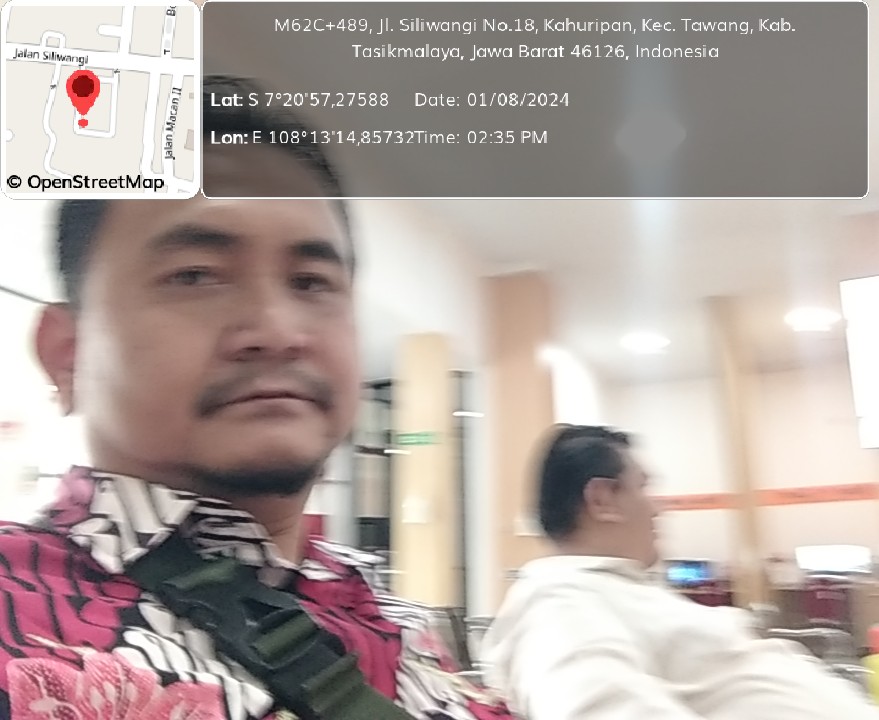 M62C+489, Jl. Siliwangi No.18, Kahuripan, Kec. Tawang, Kab.
Tasikmalaya, Jawa Barat 46126, Indonesia
Lat: S 7°20'57,27588 Date: 01/08/2024
Lon: E 108°13'14,85732Time: 02:35 PM
Jalan Siliwangi
Jalan Macan II
© OpenStreetMap